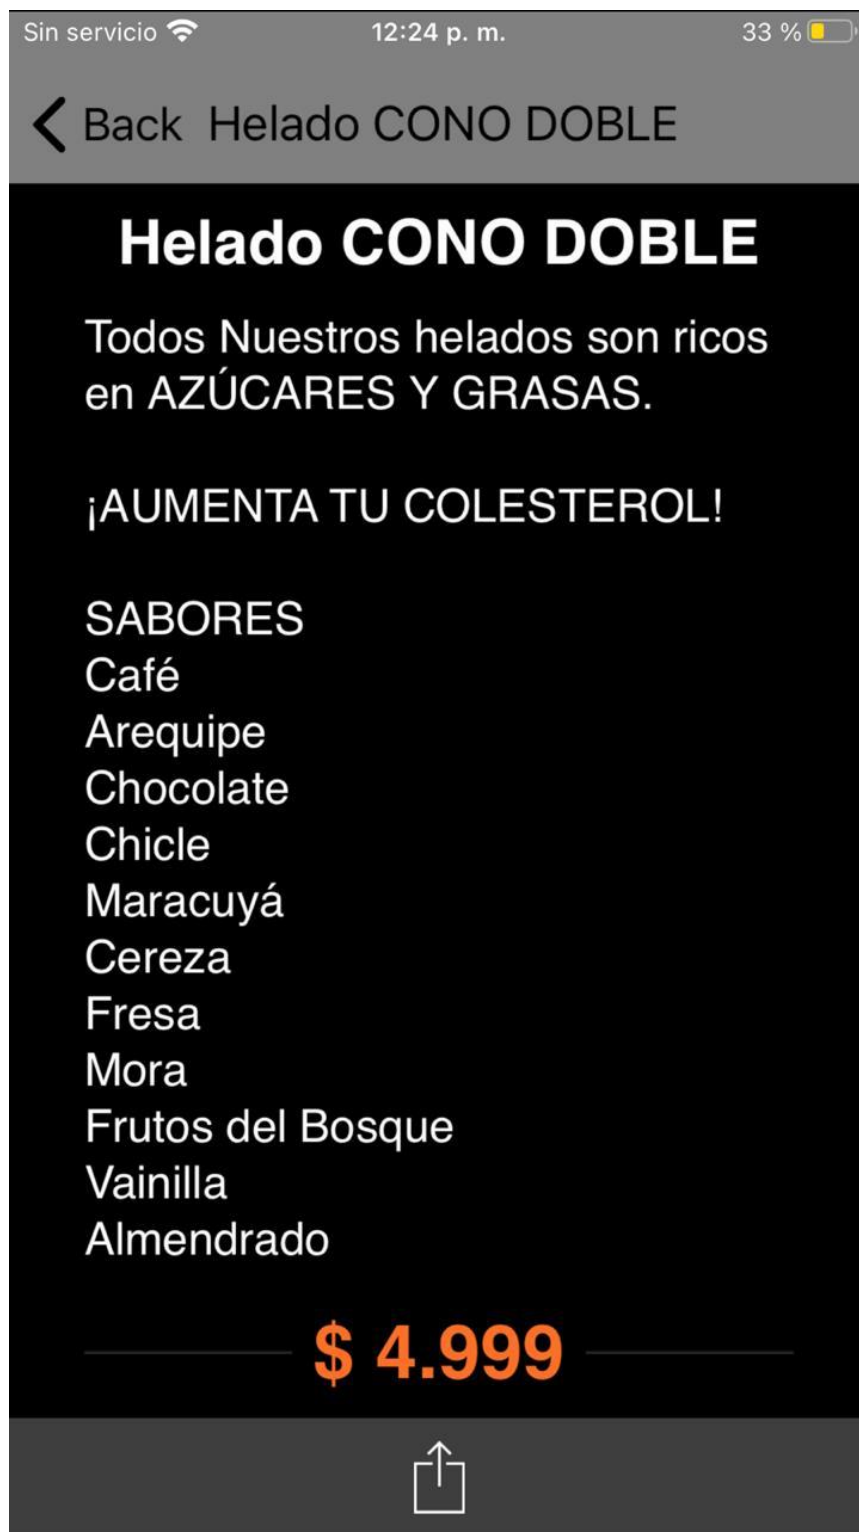 Sin servicio 12:24 p. m. 33 %
Back Helado CONO DOBLE
Helado CONO DOBLE
Todos Nuestros helados son ricos
en AZÚCARES Y GRASAS.
¡AUMENTA TU COLESTEROL!
SABORES
Café
Arequipe
Chocolate
Chicle
Maracuyá
Cereza
Fresa
Mora
Frutos del Bosque
Vainilla
Almendrado
$ 4.999